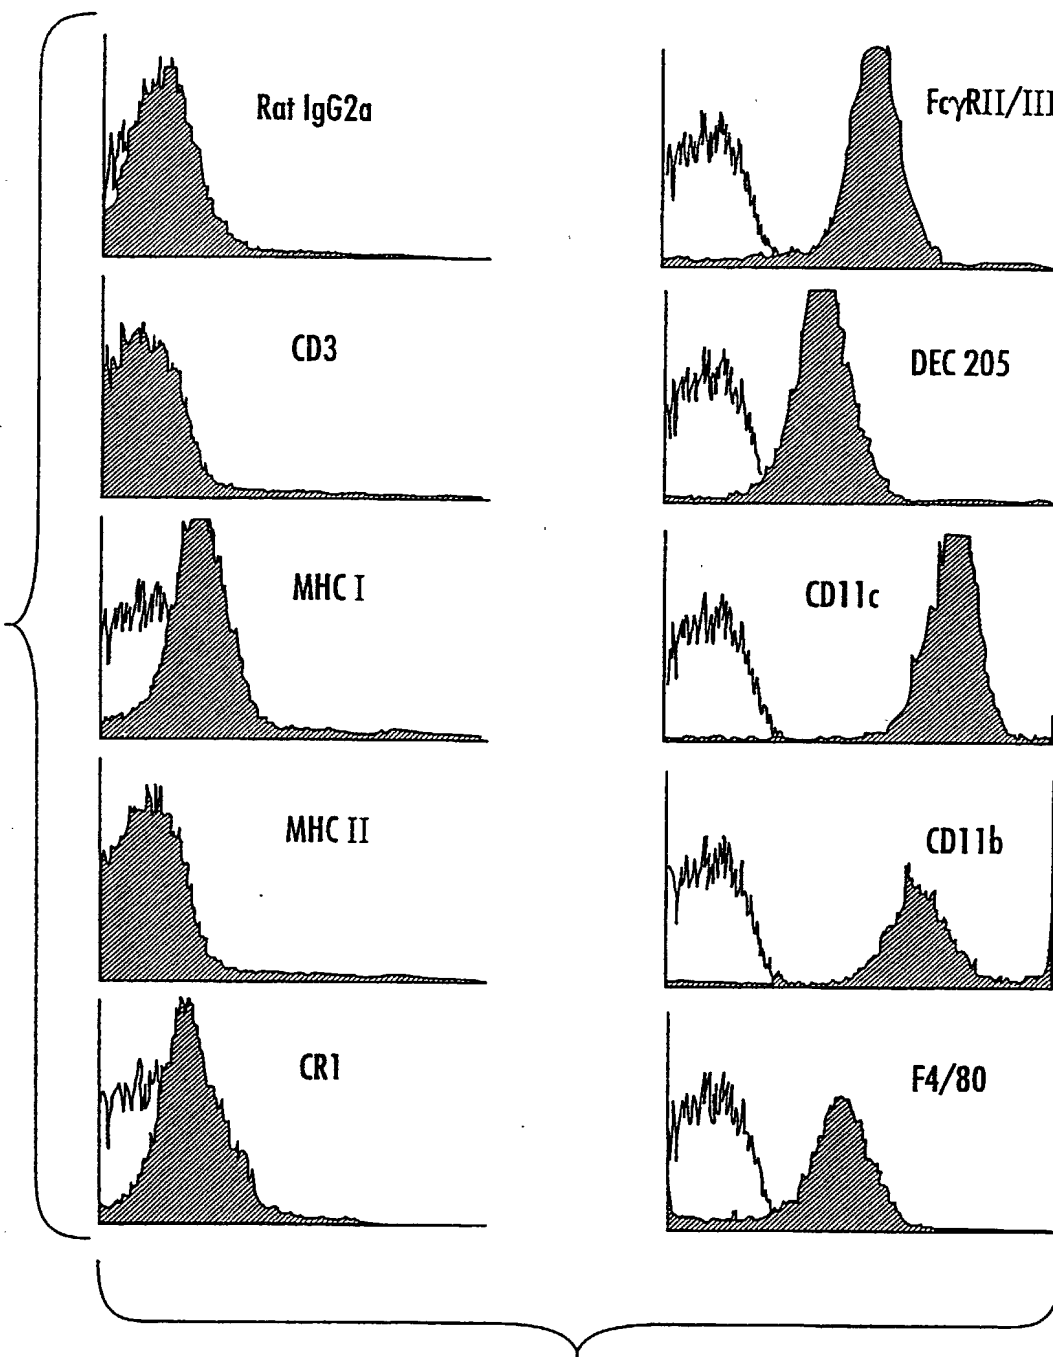 Rat IgG2a
CD3
MHC I
MHC II
CR1
FcγRII/III
DEC 205
CD11c
CD11b
F4/80